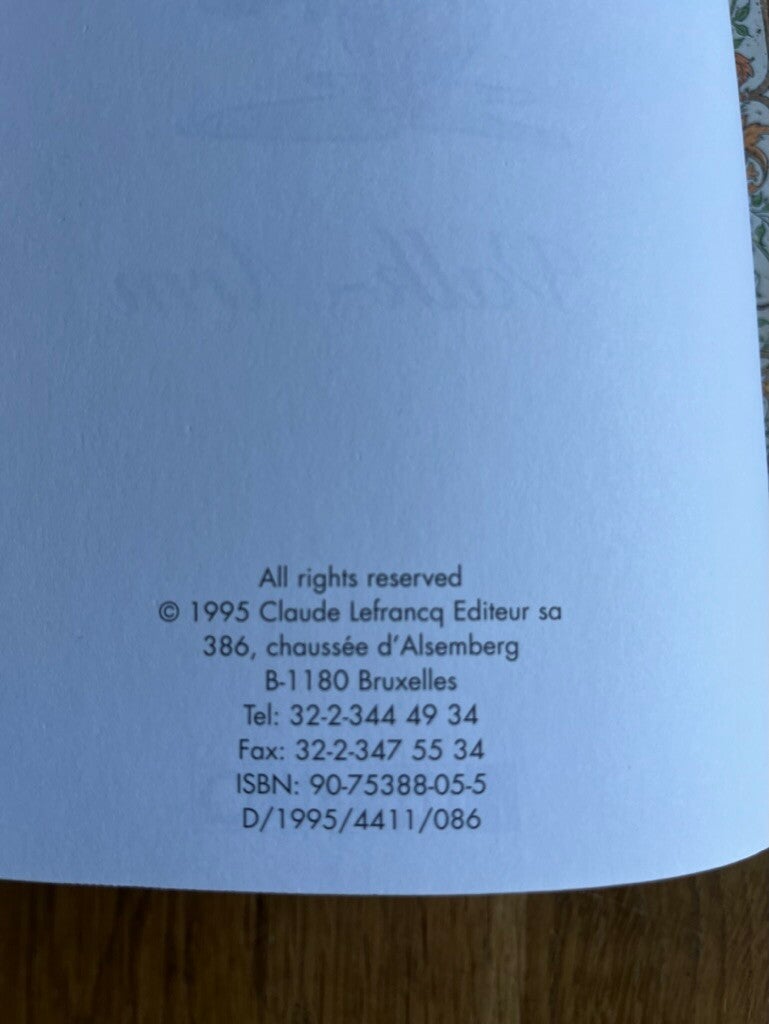 All rights reserved
© 1995 Claude Lefrancq Editeur sa
386, chaussée d'Alsemberg
B-1180 Bruxelles
Tel: 32-2-344 49 34
Fax: 32-2-347 55 34
ISBN: 90-75388-05-5
D/1995/4411/086